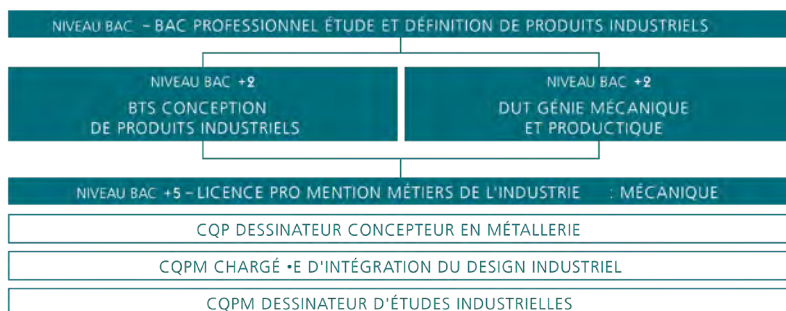 NIVEAU BAC – BAC PROFESSIONNEL ÉTUDE ET DÉFINITION DE PRODUITS INDUSTRIELS
NIVEAU BAC +2
BTS CONCEPTION
DE PRODUITS INDUSTRIELS
NIVEAU BAC +2
DUT GÉNIE MÉCANIQUE
ET PRODUCTIQUE
NIVEAU BAC +5 – LICENCE PRO MENTION MÉTIERS DE L'INDUSTRIE : MÉCANIQUE
CQP DESSINATEUR CONCEPTEUR EN MÉTALLERIE
CQPM CHARGÉ •E D'INTÉGRATION DU DESIGN INDUSTRIEL
CQPM DESSINATEUR D'ÉTUDES INDUSTRIELLES